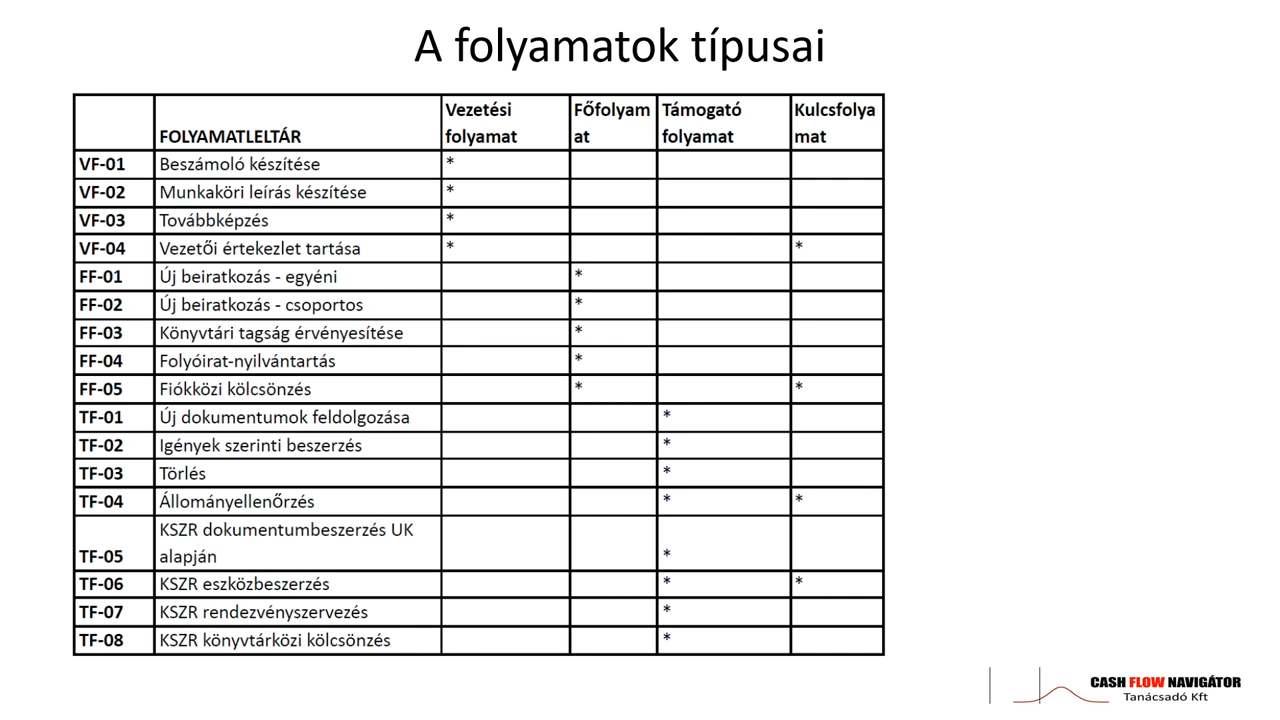 A folyamatok típusai
FOLYAMATLELTÁR Vezetési folyamat Főfolyam at Támogató folyamat Kulcsfolya mat
VF-01 Beszámoló készítése *
VF-02 Munkaköri leírás készítése *
VF-03 Továbbképzés *
VF-04 Vezetői értekezlet tartása * *
FF-01 Új beiratkozás - egyéni *
FF-02 Új beiratkozás - csoportos *
FF-03 Könyvtári tagság érvényesítése *
FF-04 Folyóirat-nyilvántartás *
FF-05 Fiókközi kölcsönzés * *
TF-01 Új dokumentumok feldolgozása *
TF-02 Igények szerinti beszerzés *
TF-03 Törlés *
TF-04 Állományellenőrzés * *
TF-05 KSZR dokumentumbeszerzés UK alapján *
TF-06 KSZR eszközbeszerzés * *
TF-07 KSZR rendezvényszervezés *
TF-08 KSZR könyvtárközi kölcsönzés *
CASH FLOW NAVIGÁTOR
Tanácsadó Kft